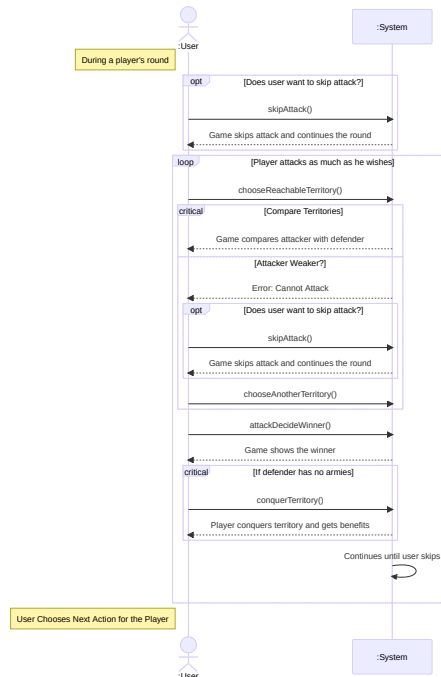 :User
:System
During a player's round
opt
[Does user want to skip attack?]
skipAttack()
Game skips attack and continues the round
loop
[Player attacks as much as he wishes]
chooseReachableTerritory()
critical
[Compare Territories]
Game compares attacker with defender
[Attacker Weaker?]
Error: Cannot Attack
opt
[Does user want to skip attack?]
skipAttack()
Game skips attack and continues the round
chooseAnotherTerritory()
attackDecideWinner()
Game shows the winner
critical
[If defender has no armies]
conquerTerritory()
Player conquers territory and gets benefits
Continues until user skips
User Chooses Next Action for the Player
:User
:System